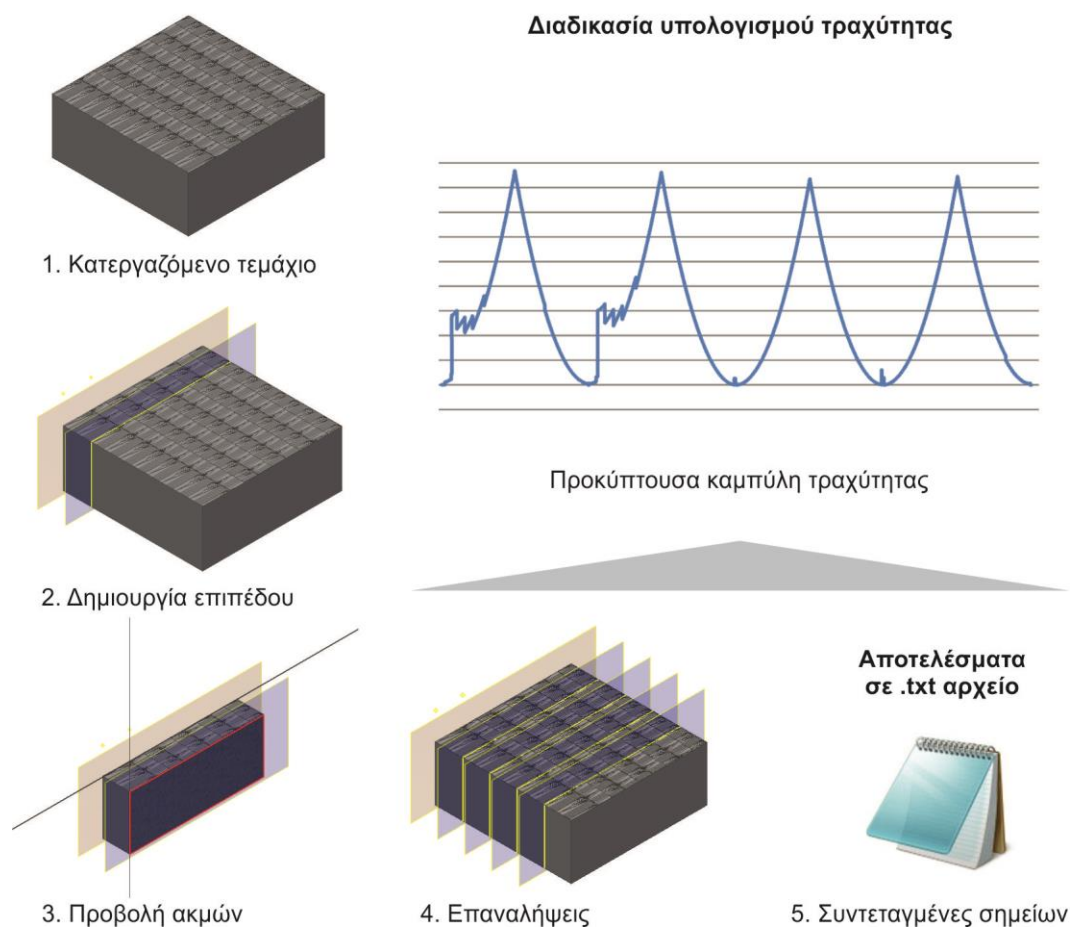 Διαδικασία υπολογισμού τραχύτητας
1. Κατεργαζόμενο τεμάχιο
Προκύπτουσα καμπύλη τραχύτητας
2. Δημιουργία επιπέδου
Αποτελέσματα
σε .txt αρχείο
3. Προβολή ακμών
4. Επαναλήψεις
5. Συντεταγμένες σημείων